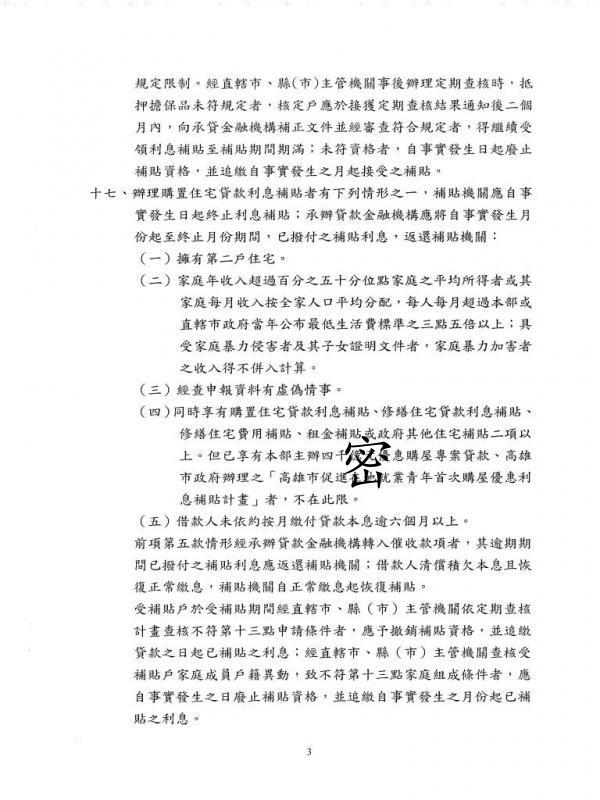 規定限制。經直轄市、縣(市)主管機關事後辦理定期查核時，抵
押擔保品未符規定者，核定戶應於接獲定期查核結果通知後二個
月內，向承貸金融機構補正文件並經審查符合規定者，得繼續受
領利息補貼至補貼期間期滿；未符資格者，自事實發生日起廢止
補貼資格，並追繳自事實發生之月起接受之補貼。
十七、辦理購置住宅貸款利息補貼者有下列情形之一，補貼機關應自事
實發生日起終止利息補貼；承辦貸款金融機構應將自事實發生月
份起至終止月份期間，已撥付之補貼利息，返還補貼機關：
（一）擁有第二戶住宅。
（二）家庭年收入超過百分之五十分位點家庭之平均所得者或其
家庭每月收入按全家人口平均分配，每人每月超過本部或
直轄市政府當年公布最低生活費標準之三點五倍以上；具
受家庭暴力侵害者及其子女證明文件者，家庭暴力加害者
之收入得不併入計算。
（三）經查申報資料有虛偽情事。
（四）同時享有購置住宅貸款利息補貼、修繕住宅貸款利息補貼、
修繕住宅費用補貼、租金補貼或政府其他住宅補貼二項以
上。但已享有本部主辦四千億元優惠購屋專案貸款、高雄
密
市政府辦理之「高雄市促進在地就業青年首次購屋優惠利
息補貼計畫」者，不在此限。
（五）借款人未依約按月繳付貸款本息逾六個月以上。
前項第五款情形經承辦貸款金融機構轉入催收款項者，其逾期期
間已撥付之補貼利息應返還補貼機關；借款人清償積欠本息且恢
復正常繳息，補貼機關自正常繳息起恢復補貼。
受補貼戶於受補貼期間經直轄市、縣（市）主管機關依定期查核
計畫查核不符第十三點申請條件者，應予撤銷補貼資格，並追繳
貸款之日起已補貼之利息；經直轄市、縣（市）主管機關查核受
補貼戶家庭成員戶籍異動，致不符第十三點家庭組成條件者，應
自事實發生之日廢止補貼資格，並追繳自事實發生之月份起已補
貼之利息。
3